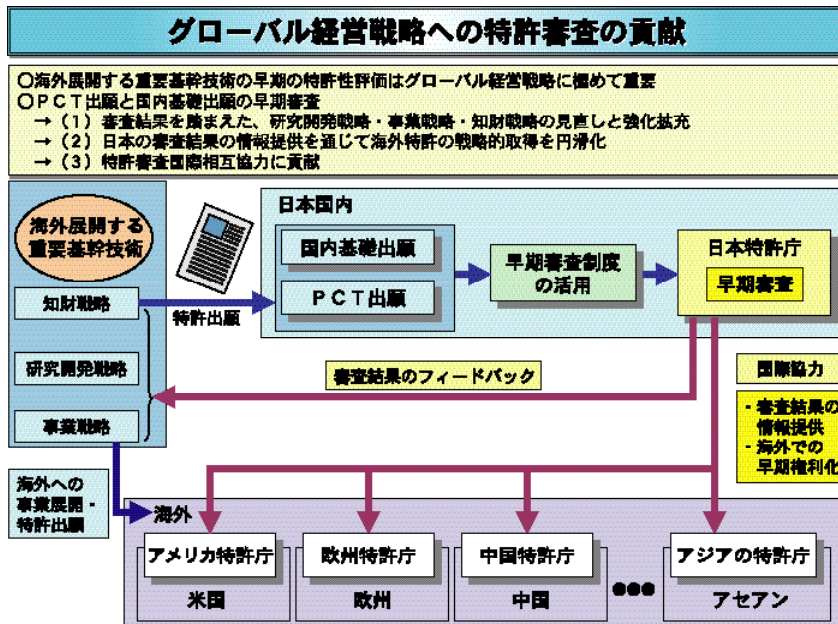 グローバル経営戦略への特許審査の貢献
○海外展開する重要基幹技術の早期の特許性評価はグローバル経営戦略に極めて重要
○PCT出願と国内基礎出願の早期審査
→（1）審査結果を踏まえた、研究開発戦略・事業戦略・知財戦略の見直しと強化拡充
→（2）日本の審査結果の情報提供を通じて海外特許の戦略的取得を円滑化
→（3）特許審査国際相互協力に貢献
海外展開する
重要基幹技術
知財戦略
研究開発戦略
事業戦略
特許出願
日本国内
国内基礎出願
PCT出願
早期審査制度
の活用
日本特許庁
早期審査
審査結果のフィードバック
国際協力
・審査結果の
情報提供
・海外での
早期権利化
海外への
事業展開・
特許出願
海外
アメリカ特許庁
米国
欧州特許庁
欧州
中国特許庁
中国
●●●
アジアの特許庁
アセアン